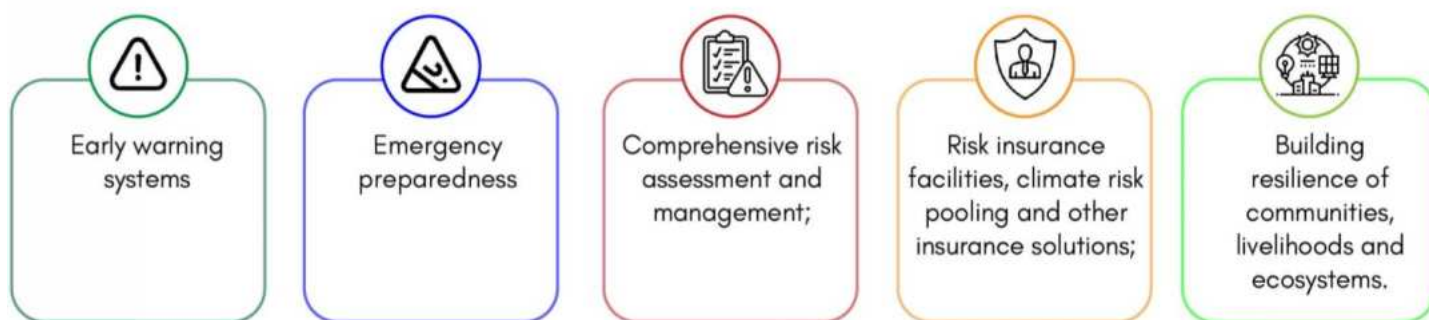 Early warning
systems
Emergency
preparedness
Comprehensive risk
assessment and
management;
Risk insurance
facilities, climate risk
pooling and other
insurance solutions;
Building
resilience of
communities,
livelihoods and
ecosystems.